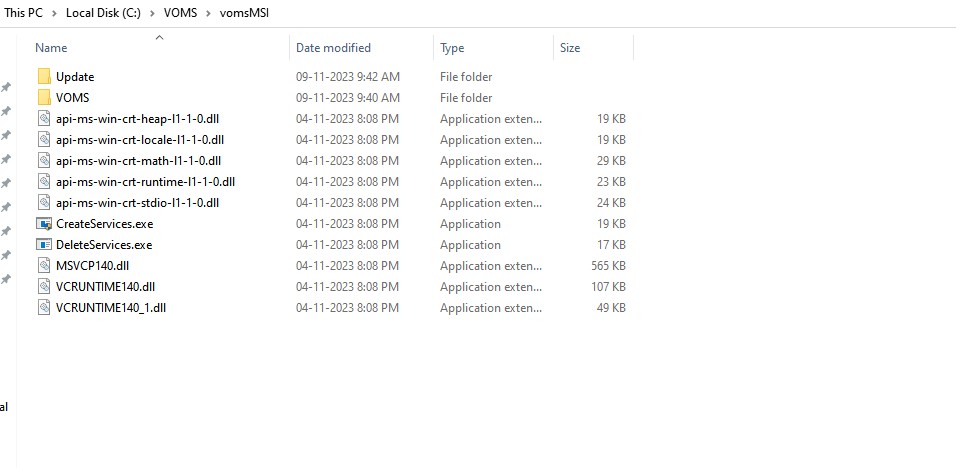 This PC > Local Disk (C:) > VOMS > vomsMSI
Name Date modified Type Size
Update 09-11-2023 9:42 AM File folder
VOMS 09-11-2023 9:40 AM File folder
api-ms-win-crt-heap-l1-1-0.dll 04-11-2023 8:08 PM Application exten... 19 KB
api-ms-win-crt-locale-l1-1-0.dll 04-11-2023 8:08 PM Application exten... 19 KB
api-ms-win-crt-math-l1-1-0.dll 04-11-2023 8:08 PM Application exten... 29 KB
api-ms-win-crt-runtime-l1-1-0.dll 04-11-2023 8:08 PM Application exten... 23 KB
api-ms-win-crt-stdio-l1-1-0.dll 04-11-2023 8:08 PM Application exten... 24 KB
CreateServices.exe 04-11-2023 8:08 PM Application 19 KB
DeleteServices.exe 04-11-2023 8:08 PM Application 17 KB
MSVCP140.dll 04-11-2023 8:08 PM Application exten... 565 KB
VCRUNTIME140.dll 04-11-2023 8:08 PM Application exten... 107 KB
VCRUNTIME140_1.dll 04-11-2023 8:08 PM Application exten... 49 KB
al